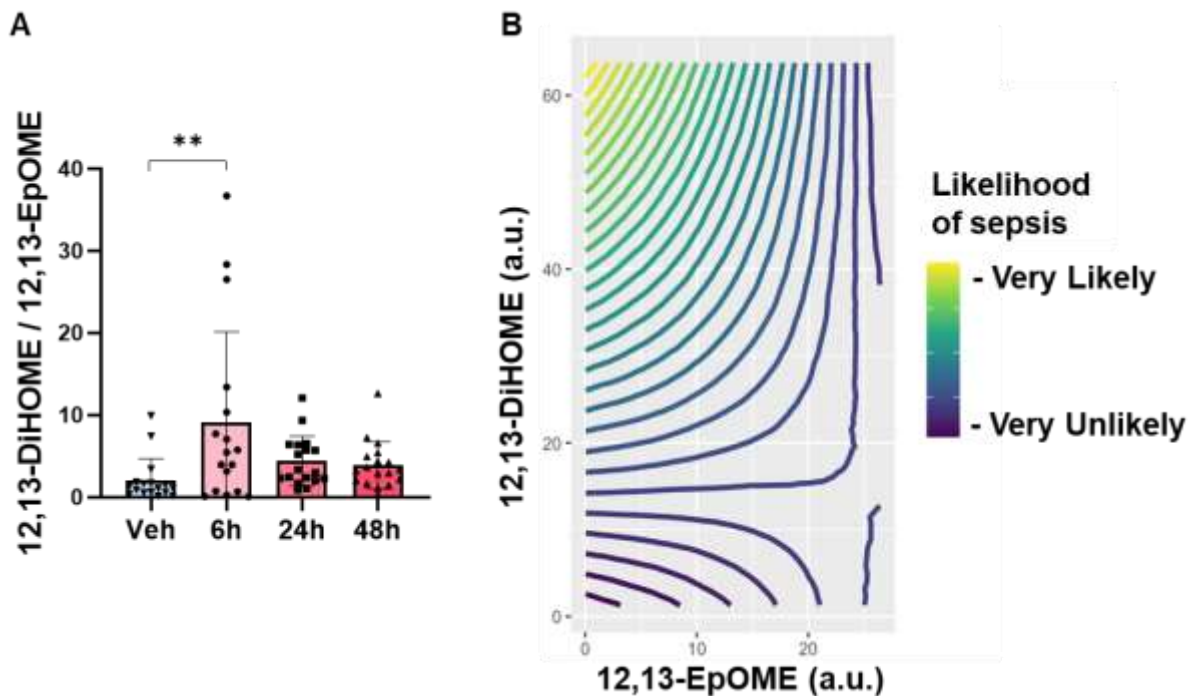 A
12,13-DiHOME / 12,13-EpOME
40
30
20
10
0
**
Veh 6h 24h 48h
B
12,13-DiHOME (a.u.)
60
40
20
0
0 10 20
12,13-EpOME (a.u.)
Likelihood
of sepsis
- Very Likely
- Very Unlikely